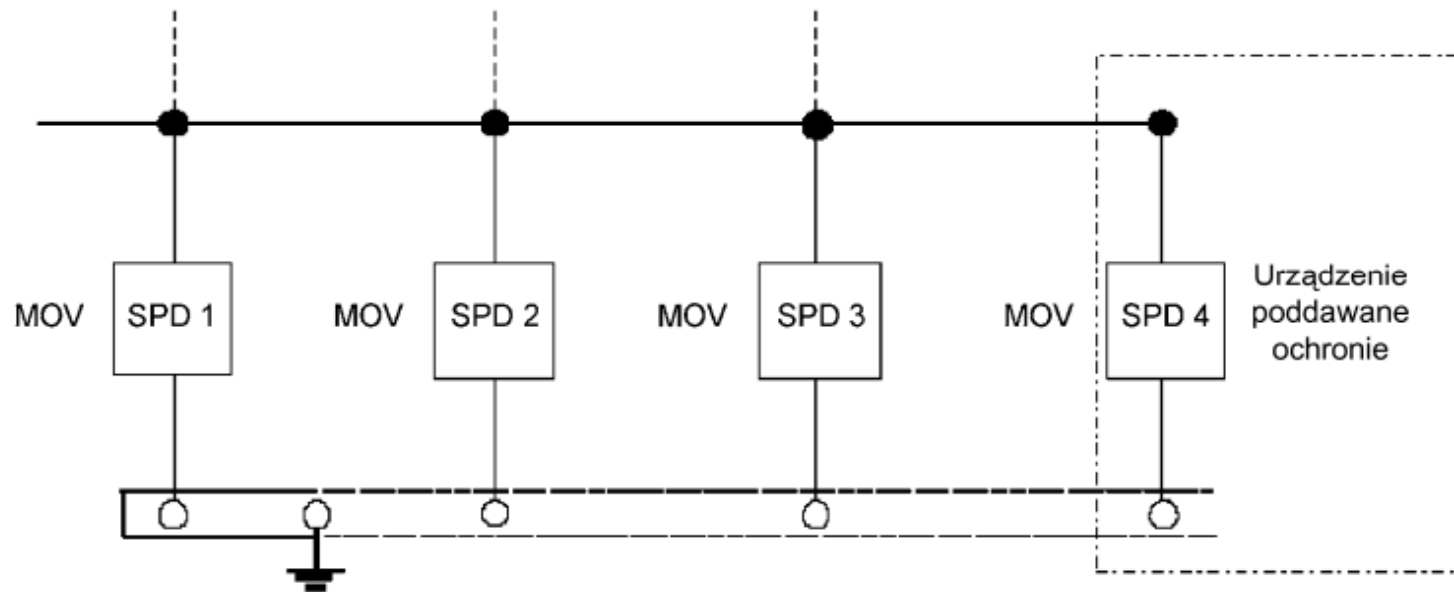 MOV SPD 1 MOV SPD 2 MOV SPD 3 MOV SPD 4
Urządzenie
poddawane
ochronie